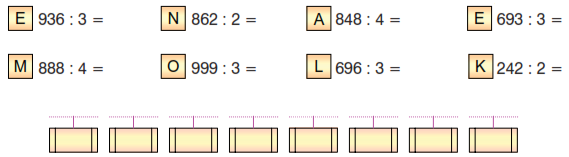 E 936 : 3 = N 862 : 2 = A 848 : 4 = E 693 : 3 =
M 888 : 4 = O 999 : 3 = L 696 : 3 = K 242 : 2 =